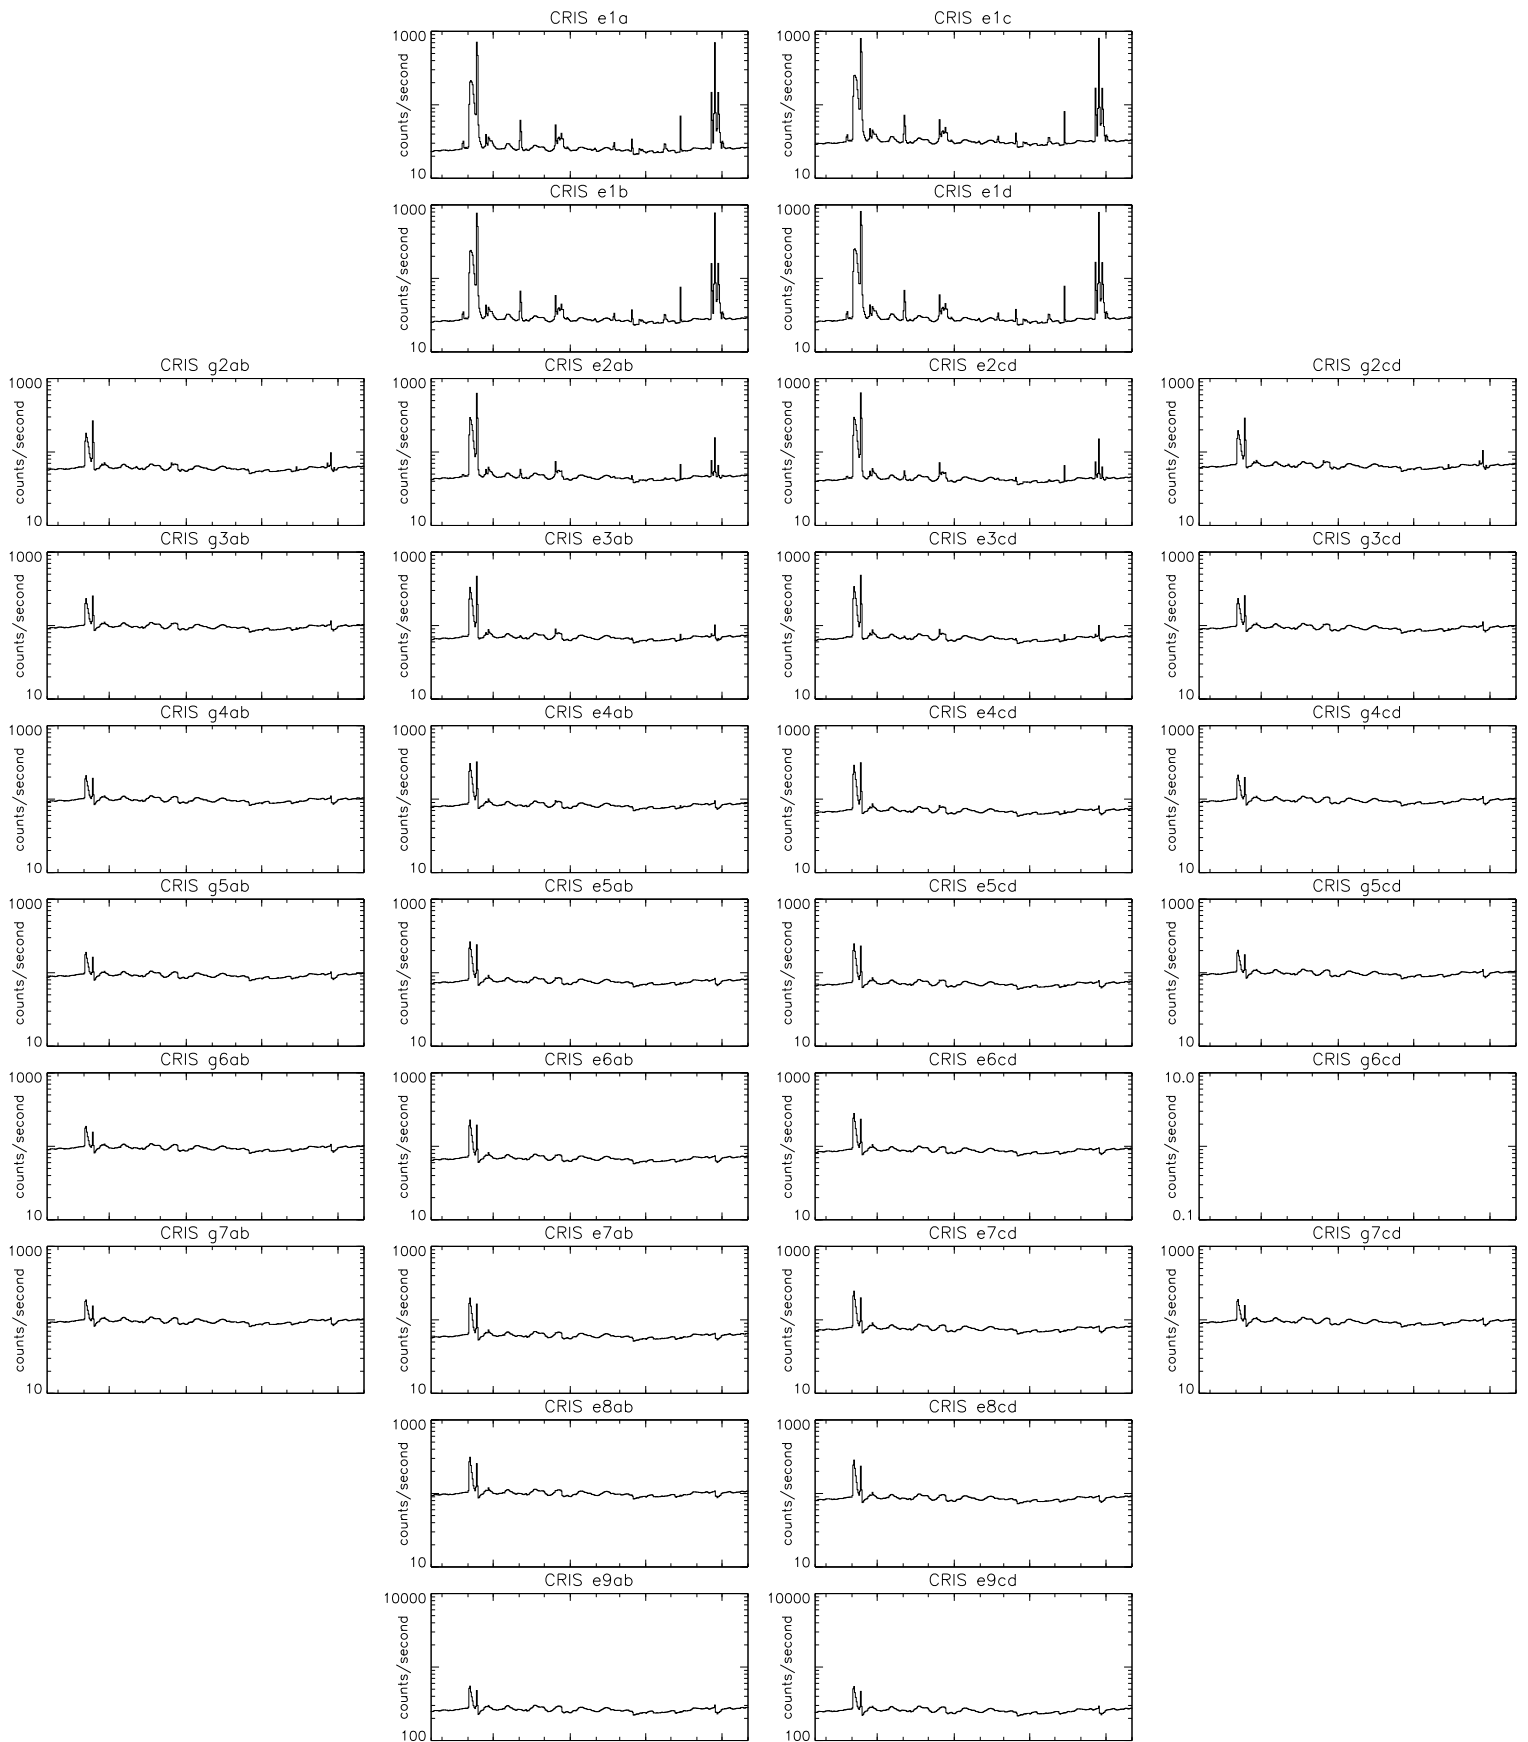 CRIS e1a CRIS e1c
1000 1000
counts/second counts/second
10 10
CRIS e1b CRIS e1d
1000 1000
counts/second counts/second
10 10
CRIS g2ab CRIS e2ab CRIS e2cd CRIS g2cd
1000 1000 1000 1000
counts/second counts/second counts/second counts/second
10 10 10 10
CRIS g3ab CRIS e3ab CRIS e3cd CRIS g3cd
1000 1000 1000 1000
counts/second counts/second counts/second counts/second
10 10 10 10
CRIS g4ab CRIS e4ab CRIS e4cd CRIS g4cd
1000 1000 1000 1000
counts/second counts/second counts/second counts/second
10 10 10 10
CRIS g5ab CRIS e5ab CRIS e5cd CRIS g5cd
1000 1000 1000 1000
counts/second counts/second counts/second counts/second
10 10 10 10
CRIS g6ab CRIS e6ab CRIS e6cd CRIS g6cd
1000 1000 1000 10.0
counts/second counts/second counts/second counts/second
10 10 10 0.1
CRIS g7ab CRIS e7ab CRIS e7cd CRIS g7cd
1000 1000 1000 1000
counts/second counts/second counts/second counts/second
10 10 10 10
CRIS e8ab CRIS e8cd
1000 1000
counts/second counts/second
10 10
CRIS e9ab CRIS e9cd
10000 10000
counts/second counts/second
100 100